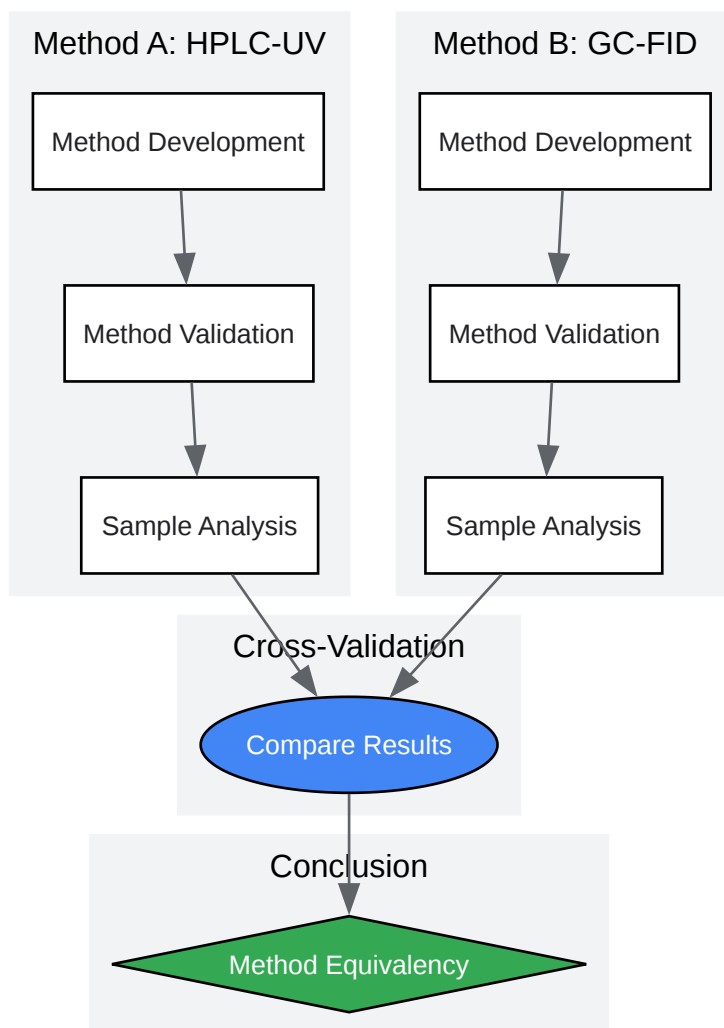 Method A: HPLC-UV
Method Development
Method Validation
Sample Analysis
Method B: GC-FID
Method Development
Method Validation
Sample Analysis
Cross-Validation
Compare Results
Conclusion
Method Equivalency